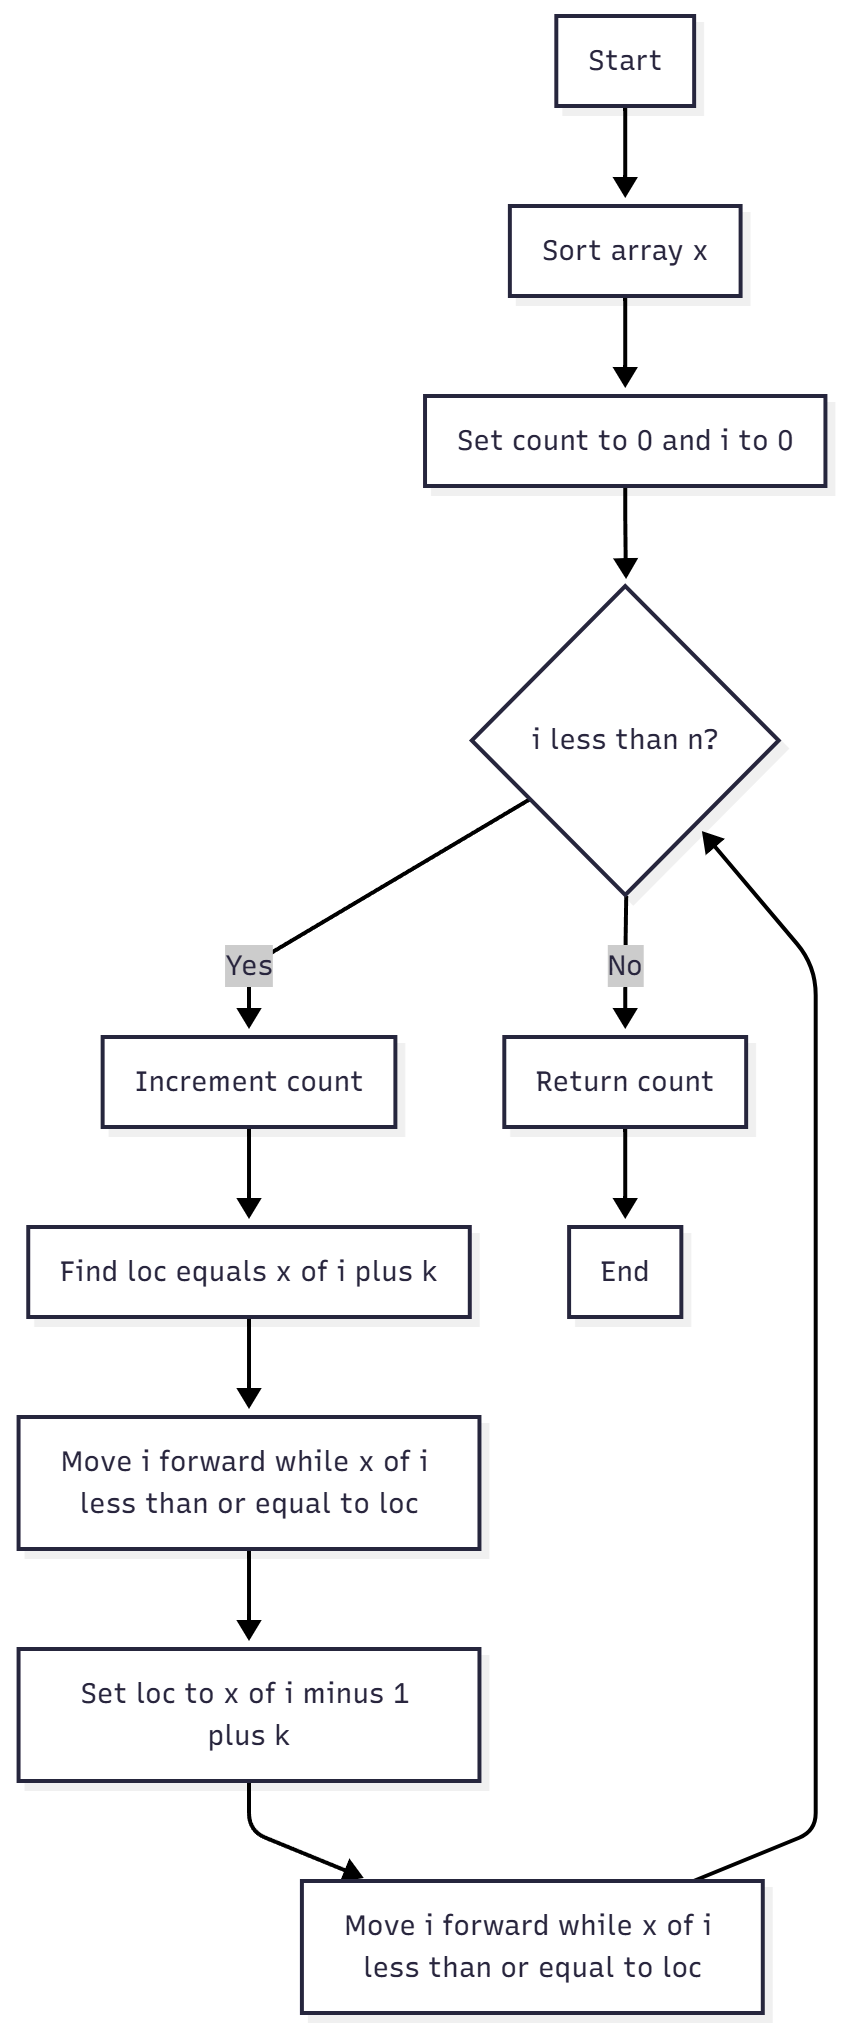 Start
Sort array x
Set count to 0 and i to 0
i less than n?
Yes
No
Increment count
Return count
Find loc equals x of i plus k
End
Move i forward while x of i
less than or equal to loc
Set loc to x of i minus 1
plus k
Move i forward while x of i
less than or equal to loc